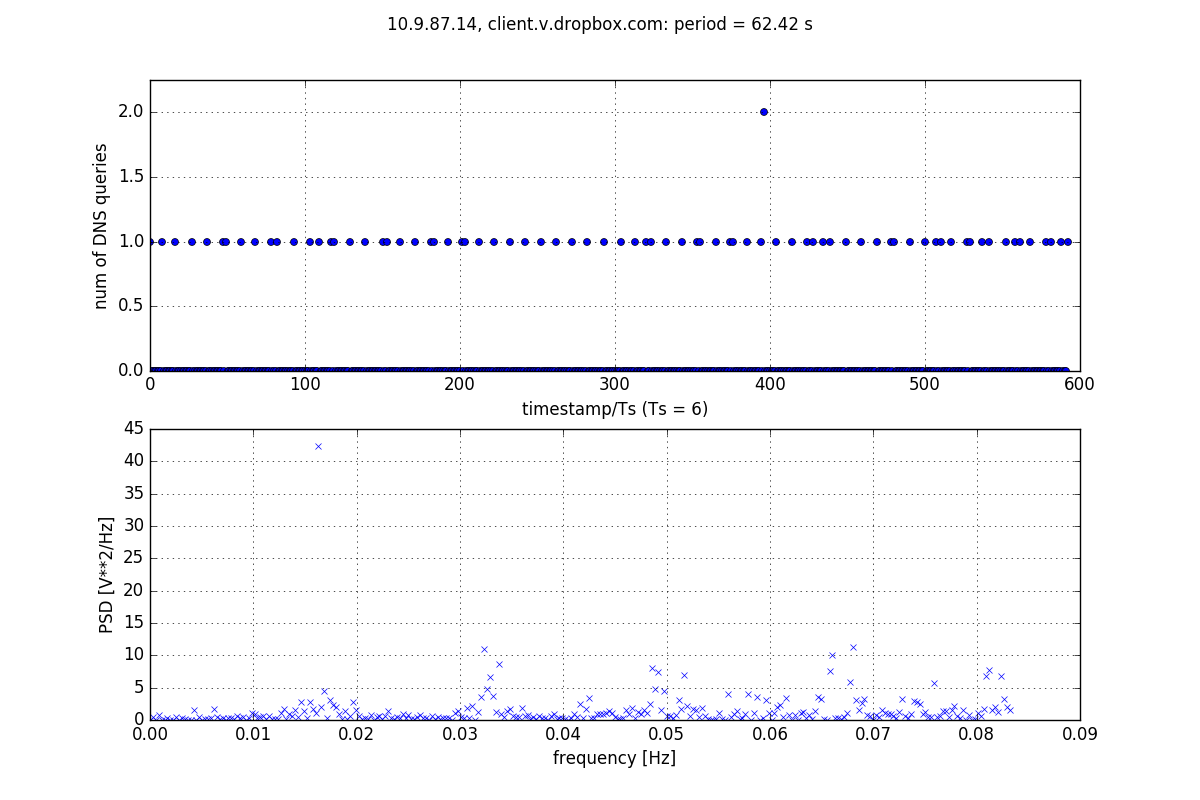 10.9.87.14, client.v.dropbox.com: period = 62.42 s
2.0
1.5
1.0
0.5
0.0
num of DNS queries
0 100 200 300 400 500 600
timestamp/Ts (Ts = 6)
45
40
35
30
25
20
15
10
5
0
PSD [V**2/Hz]
0.00 0.01 0.02 0.03 0.04 0.05 0.06 0.07 0.08 0.09
frequency [Hz]